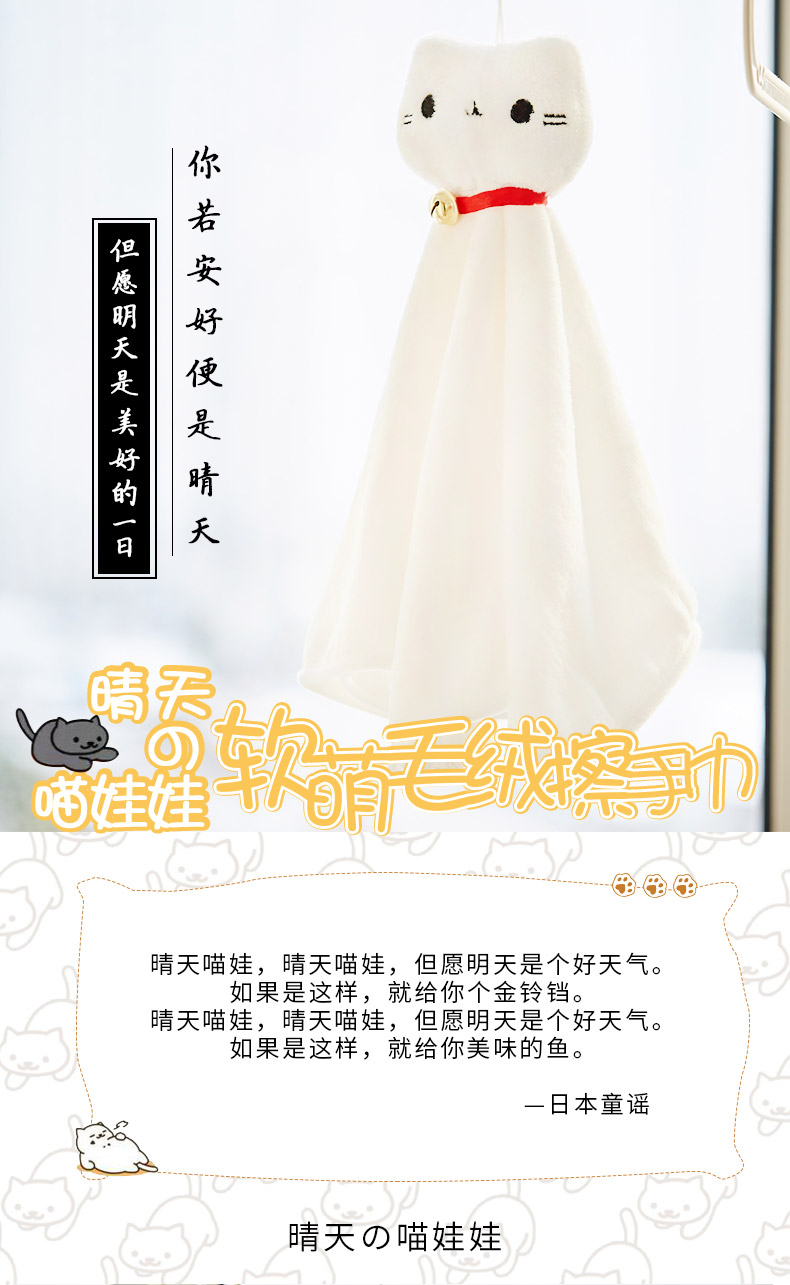 你若安好便是晴天
但愿明天是美好的一日
晴天
の
喵娃娃
软萌毛绒擦手巾
晴天喵娃，晴天喵娃，但愿明天是个好天气。
如果是这样，就给你个金铃铛。
晴天喵娃，晴天喵娃，但愿明天是个好天气。
如果是这样，就给你美味的鱼。
—日本童谣
晴天の喵娃娃